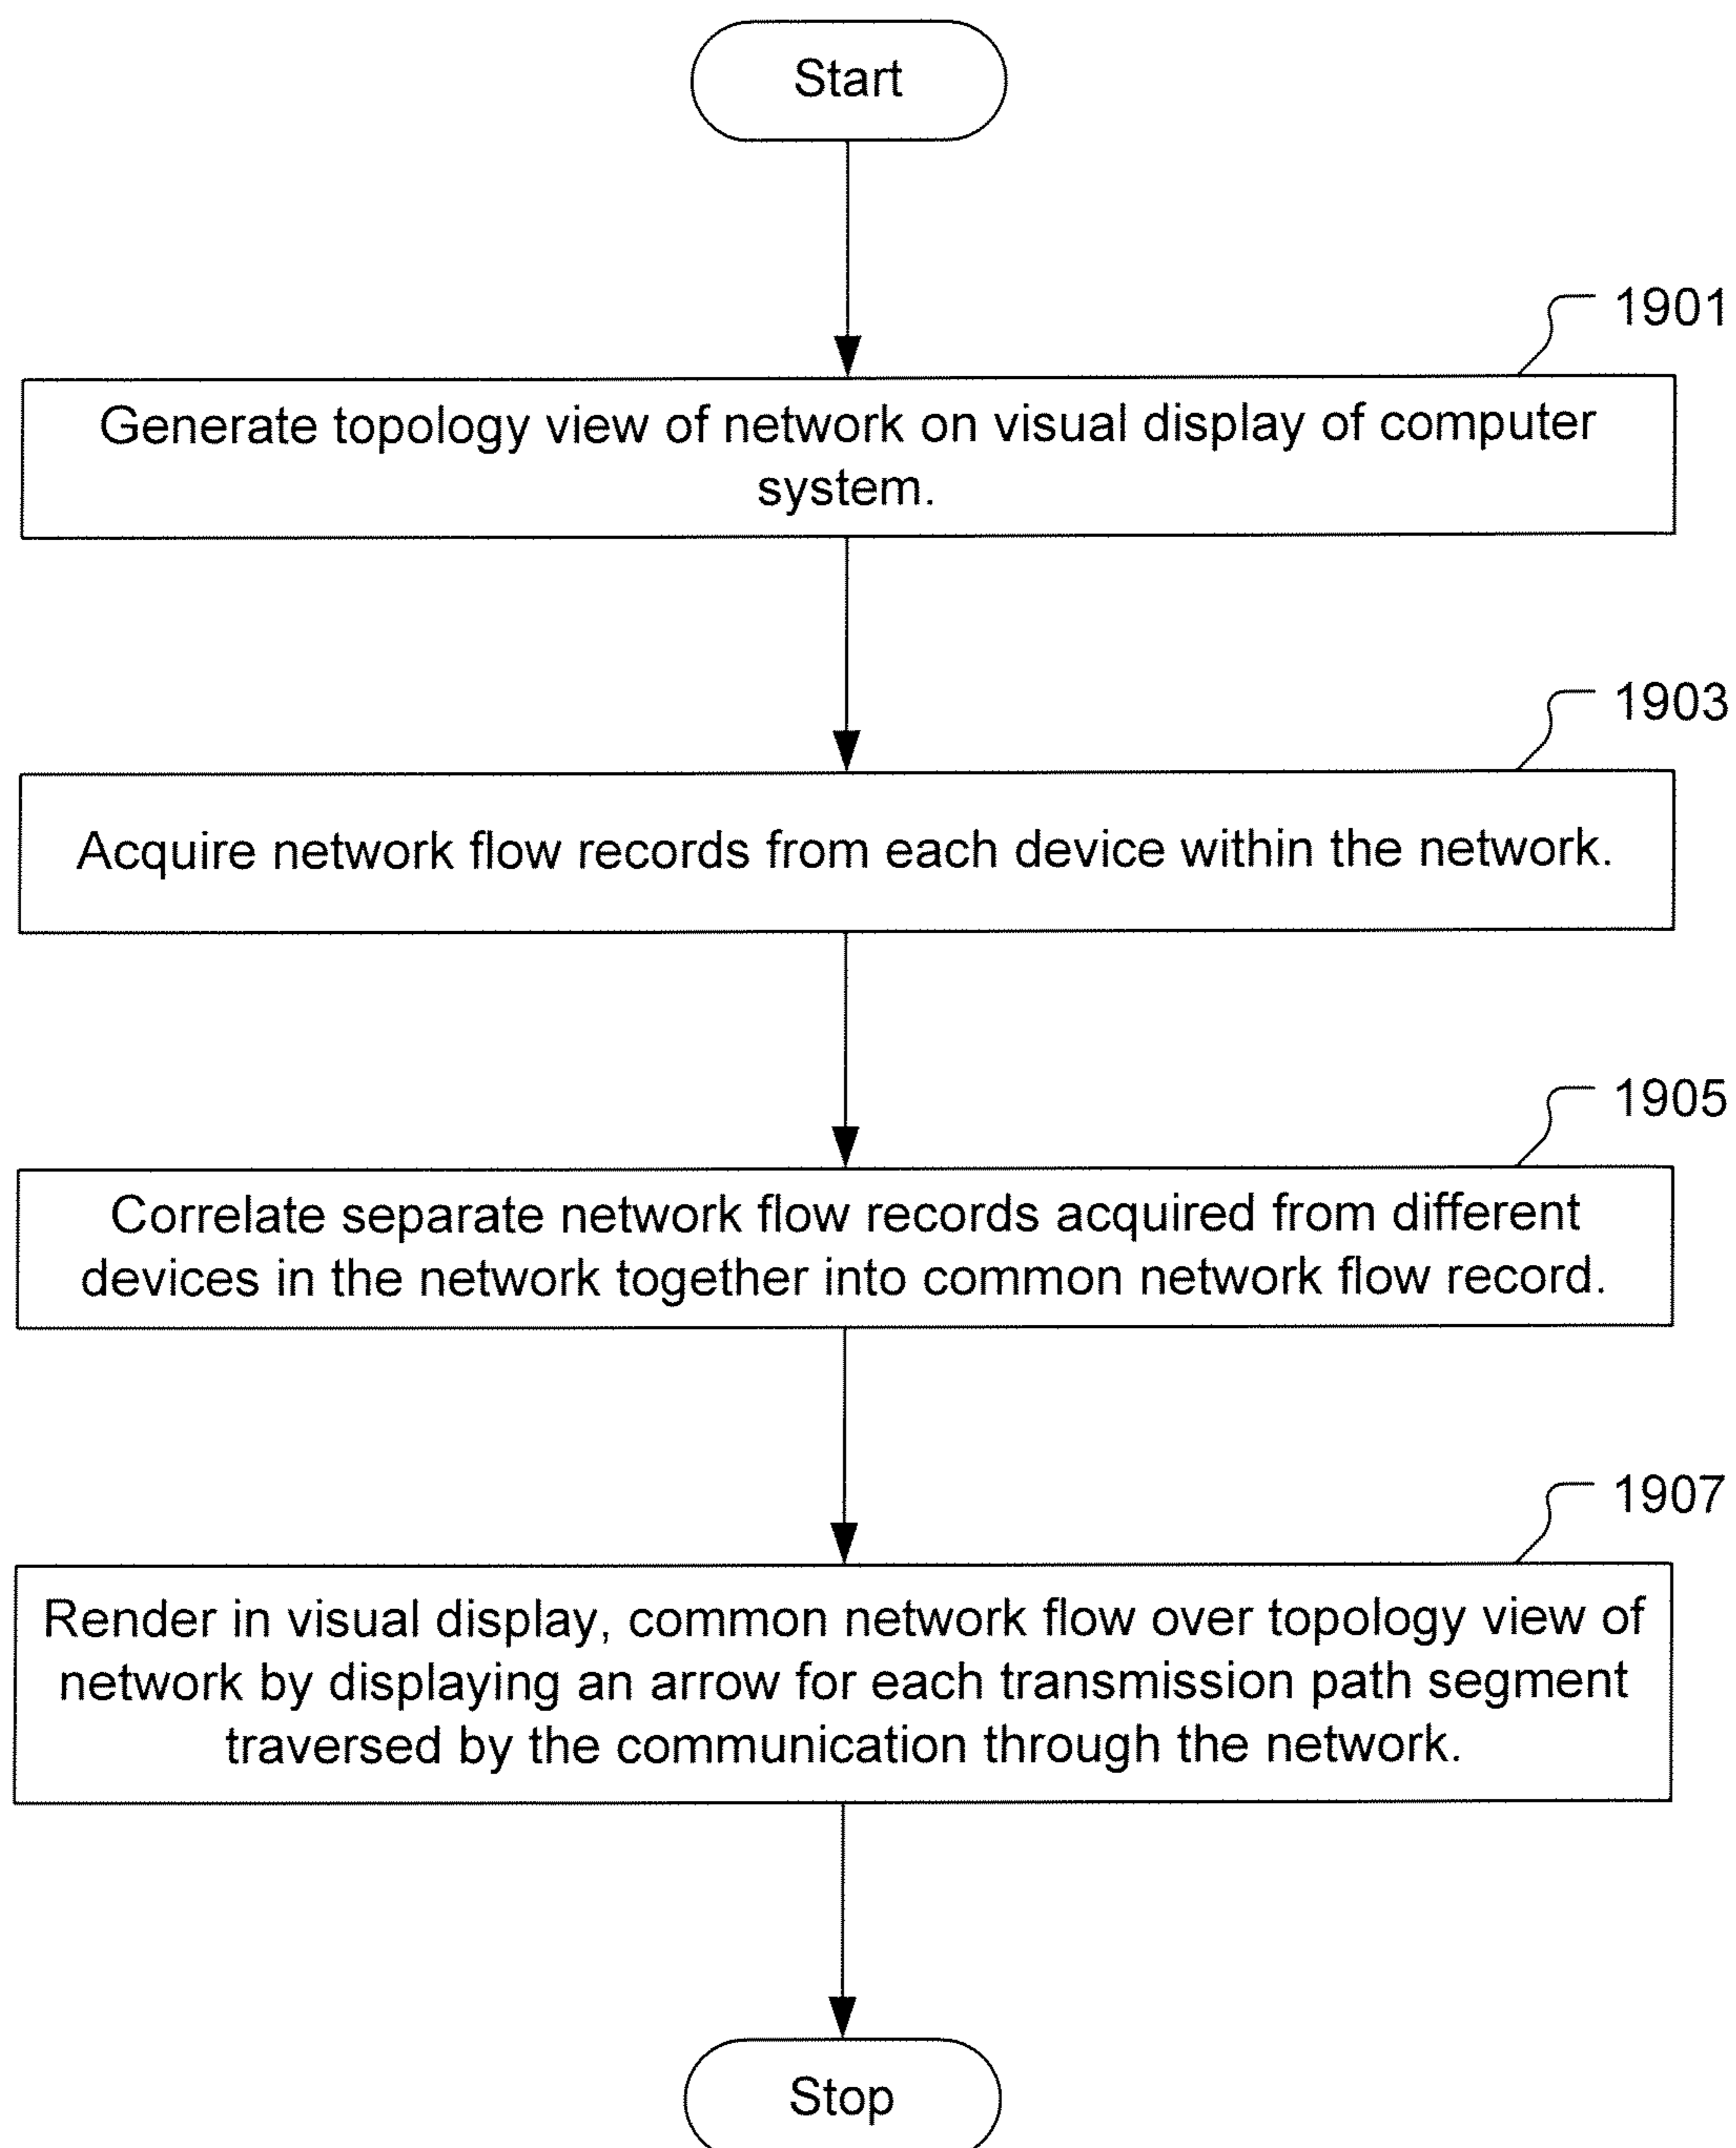 Start
1901
Generate topology view of network on visual display of computer
system.
1903
Acquire network flow records from each device within the network.
1905
Correlate separate network flow records acquired from different
devices in the network together into common network flow record.
1907
Render in visual display, common network flow over topology view of
network by displaying an arrow for each transmission path segment
traversed by the communication through the network.
Stop